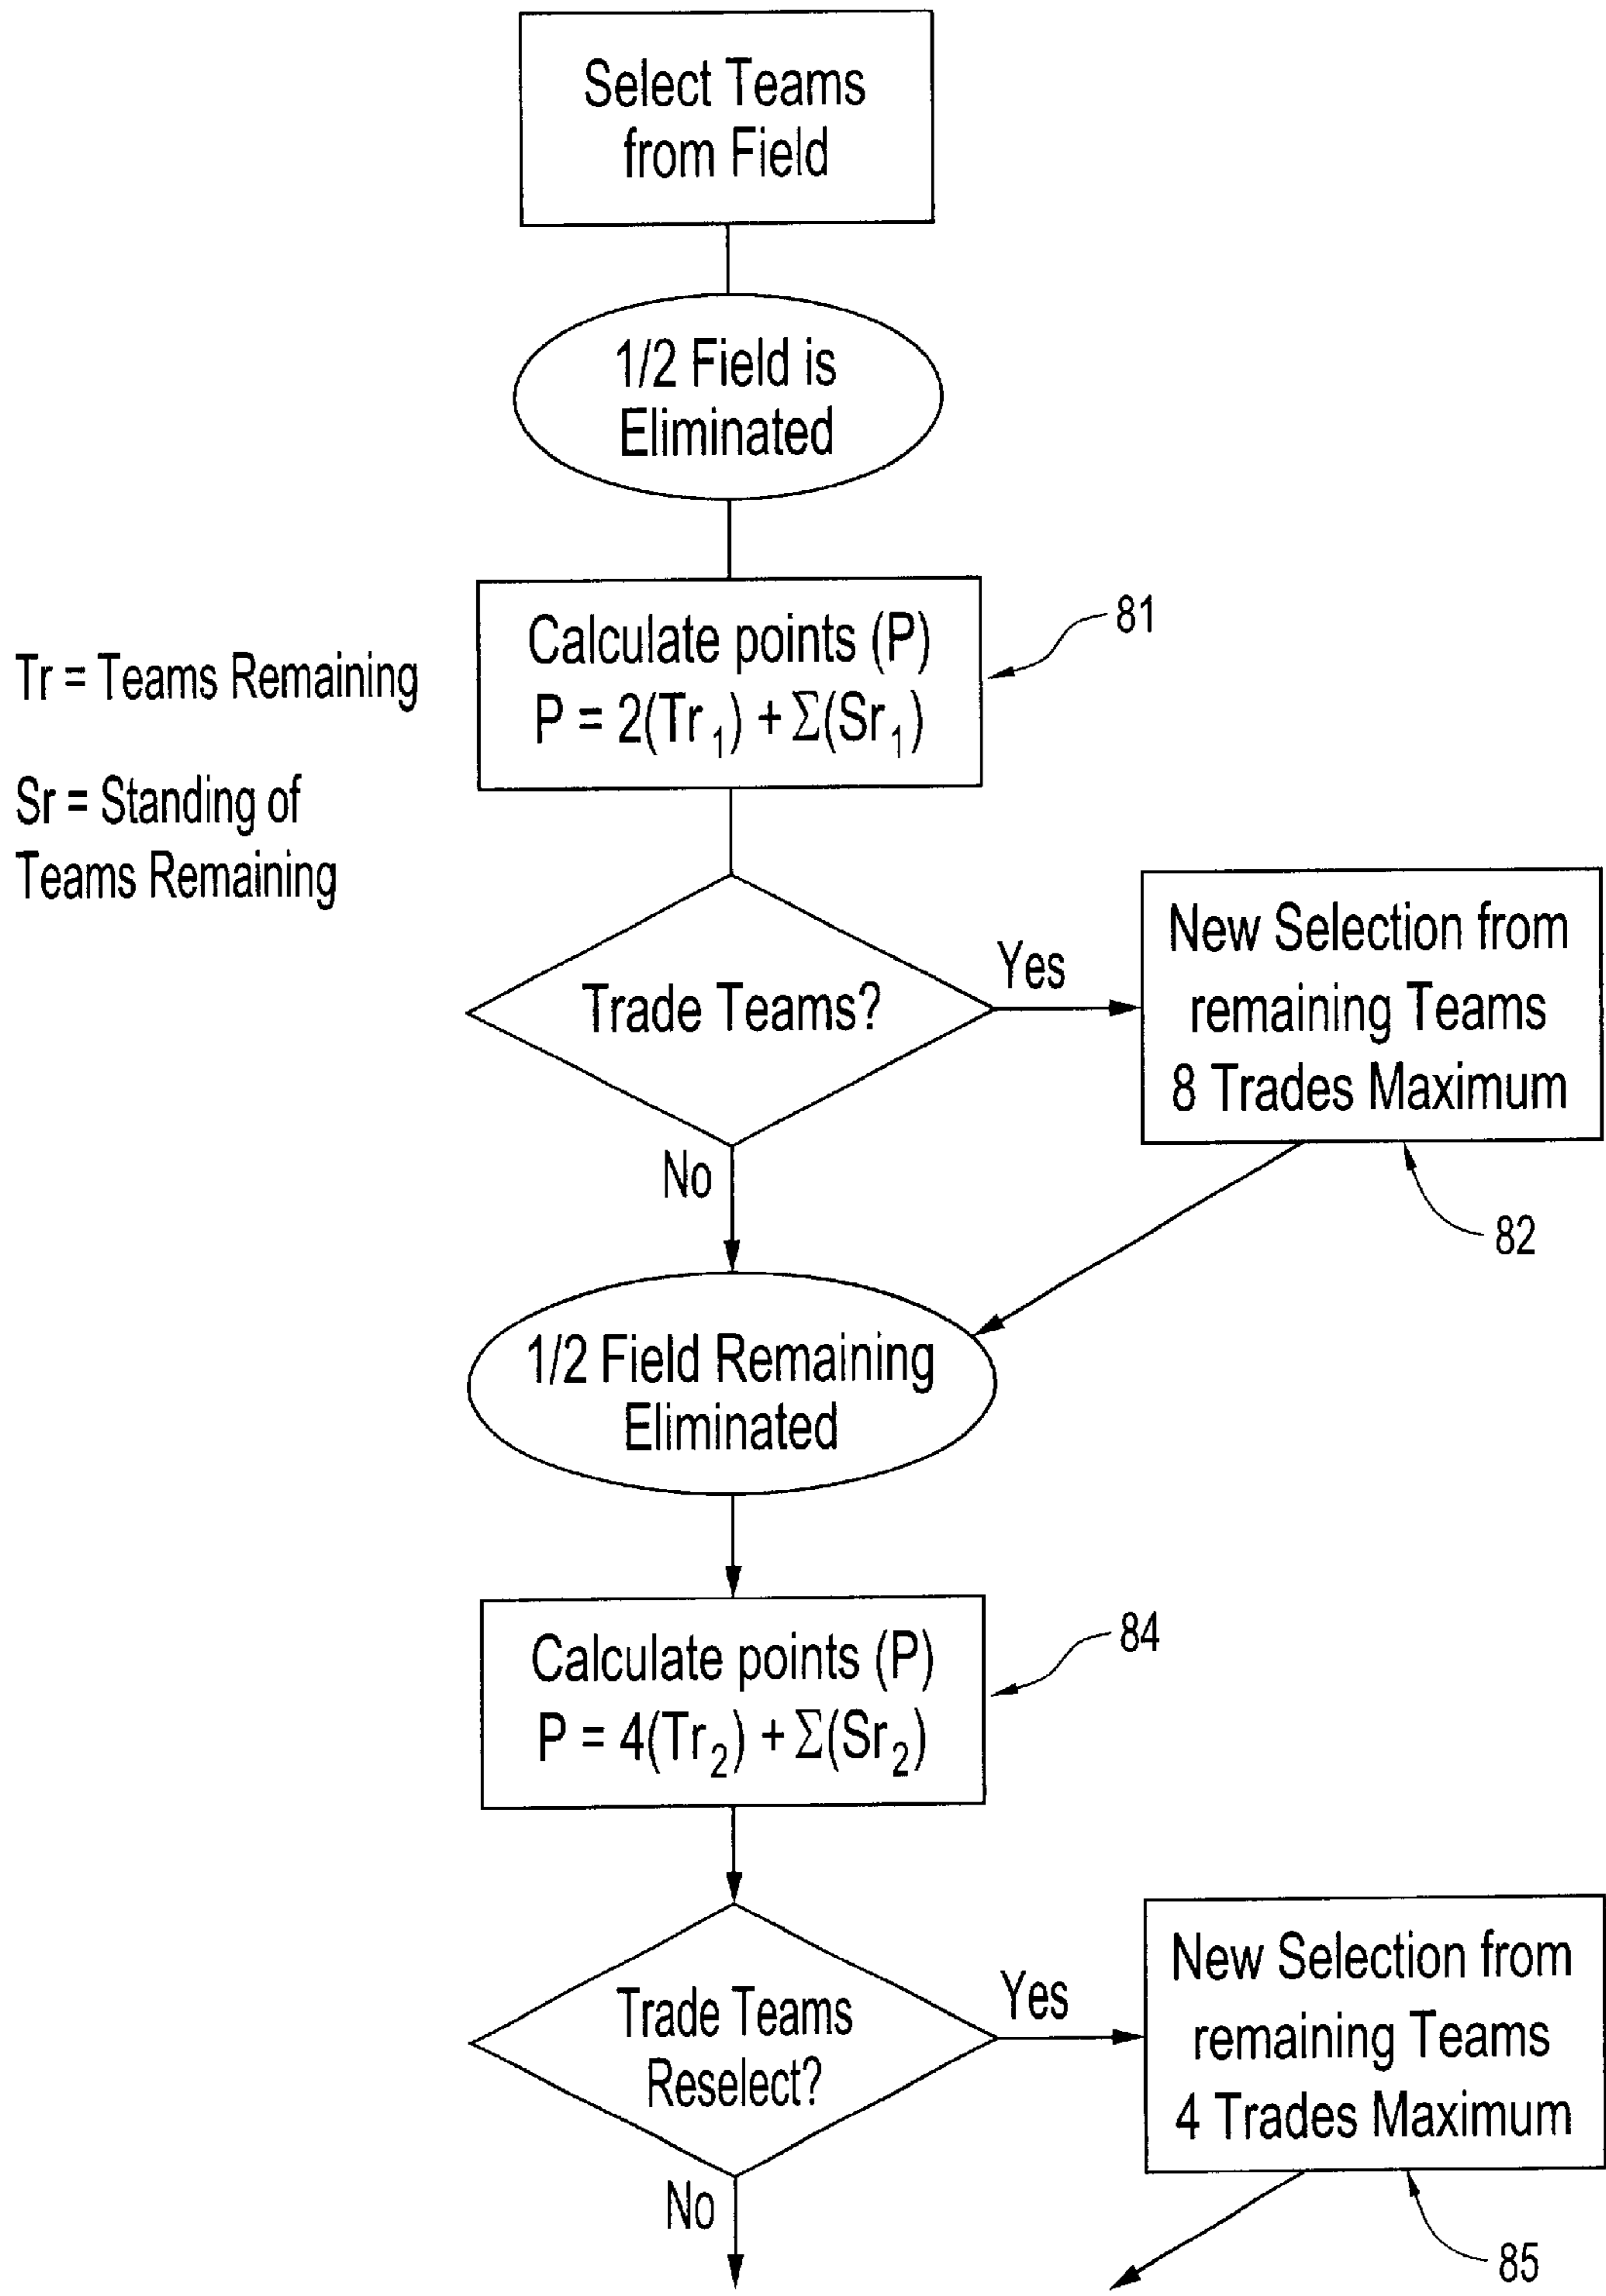 Select Teams
from Field
1/2 Field is
Eliminated
Calculate points (P)
P = 2(Tr₁) + Σ(Sr₁)
81
Tr = Teams Remaining
Sr = Standing of
Teams Remaining
Trade Teams?
Yes
New Selection from
remaining Teams
8 Trades Maximum
82
No
1/2 Field Remaining
Eliminated
Calculate points (P)
P = 4(Tr₂) + Σ(Sr₂)
84
Trade Teams
Reselect?
Yes
New Selection from
remaining Teams
4 Trades Maximum
85
No